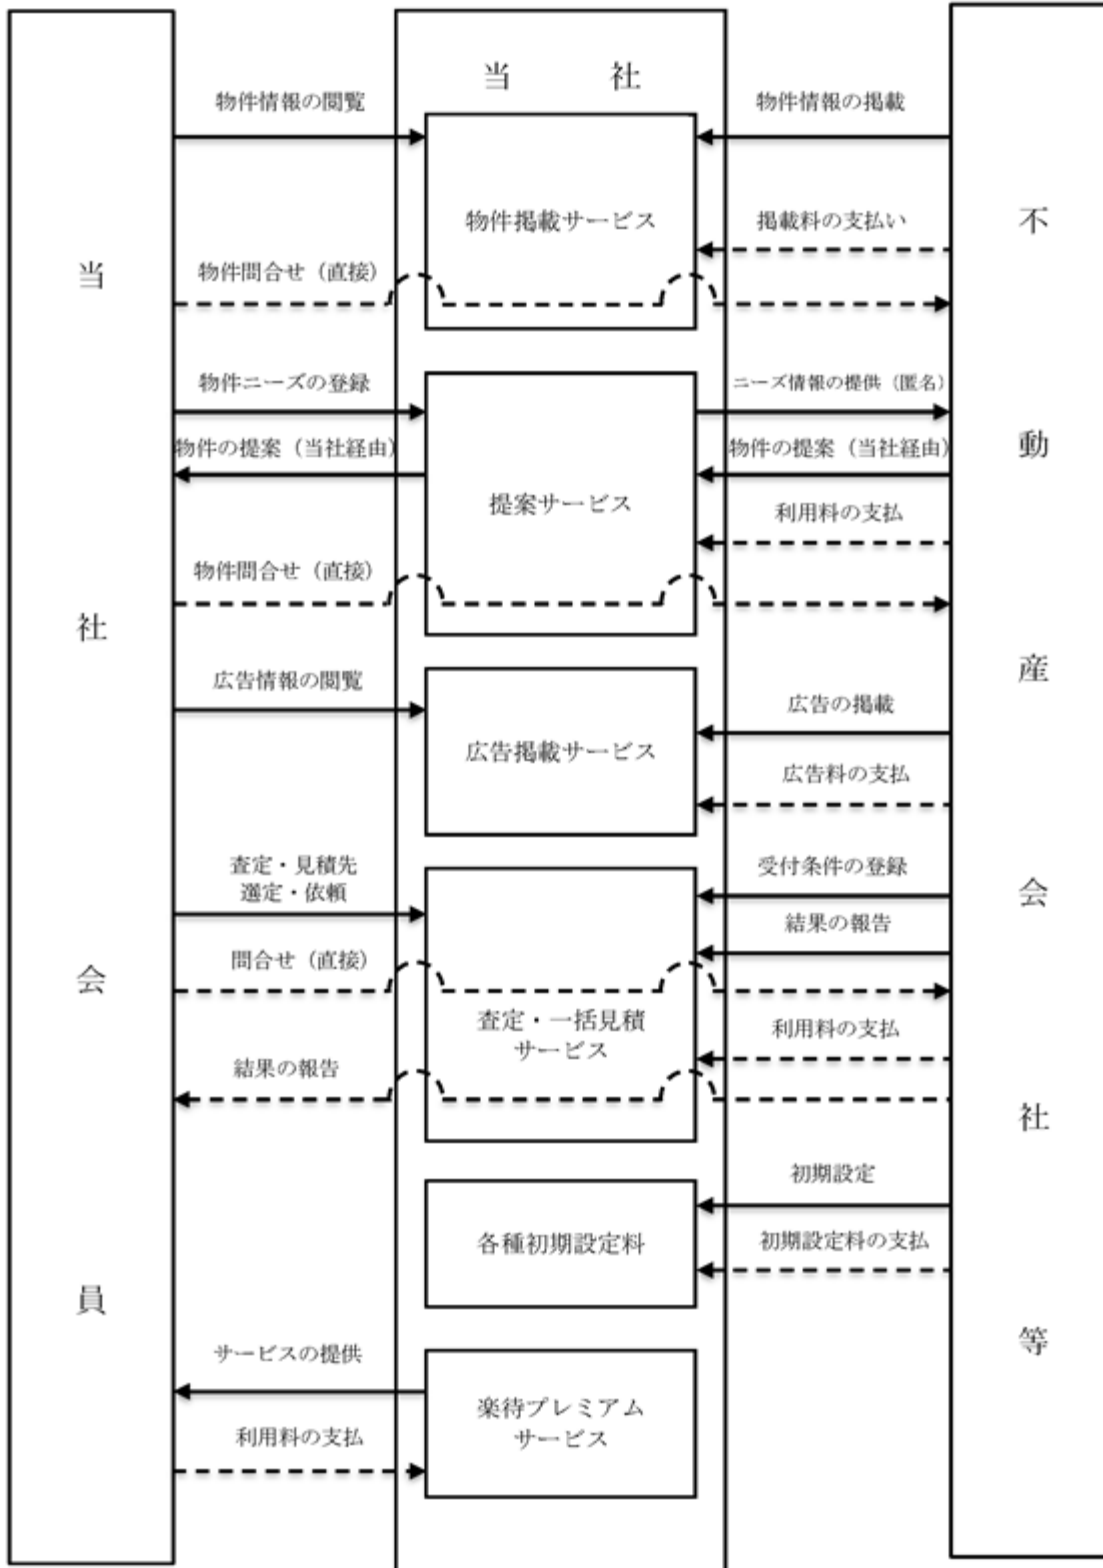 当社
物件情報の閲覧
物件情報の掲載
物件掲載サービス
掲載料の支払い
物件問合せ（直接）
物件ニーズの登録
ニーズ情報の提供（匿名）
物件の提案（当社経由）
物件の提案（当社経由）
提案サービス
利用料の支払
物件問合せ（直接）
広告情報の閲覧
広告の掲載
広告掲載サービス
広告料の支払
査定・見積先
選定・依頼
受付条件の登録
結果の報告
問合せ（直接）
査定・一括見積
サービス
利用料の支払
結果の報告
初期設定
各種初期設定料
初期設定料の支払
サービスの提供
楽待プレミアム
サービス
利用料の支払
当社会員
不動産会社等